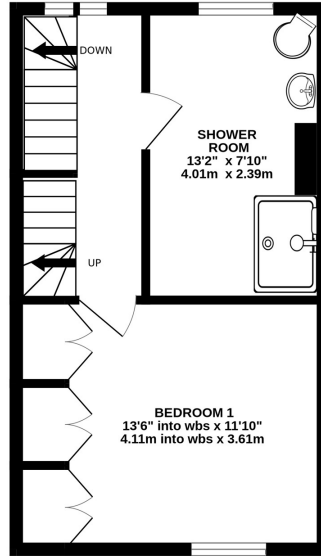 DOWN
SHOWER
ROOM
13'2" x 7'10"
4.01m x 2.39m
UP
BEDROOM 1
13'6" into wbs x 11'10"
4.11m into wbs x 3.61m